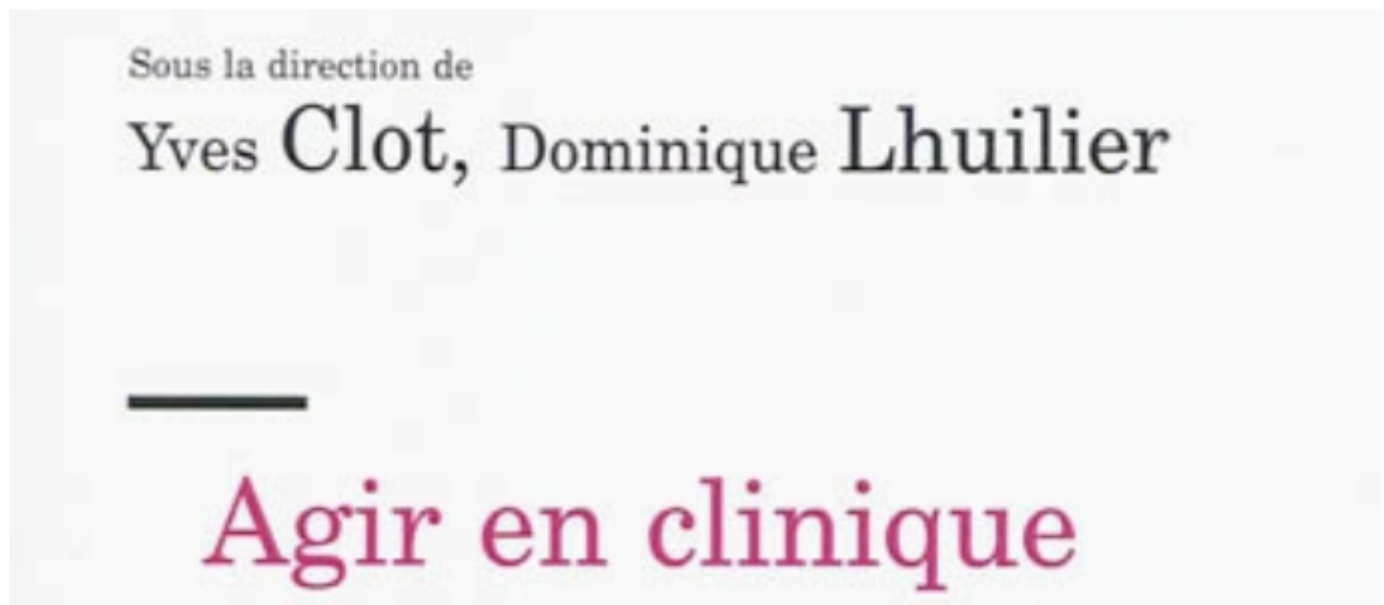 Sous la direction de
Yves Clot, Dominique Lhuilier
Agir en clinique